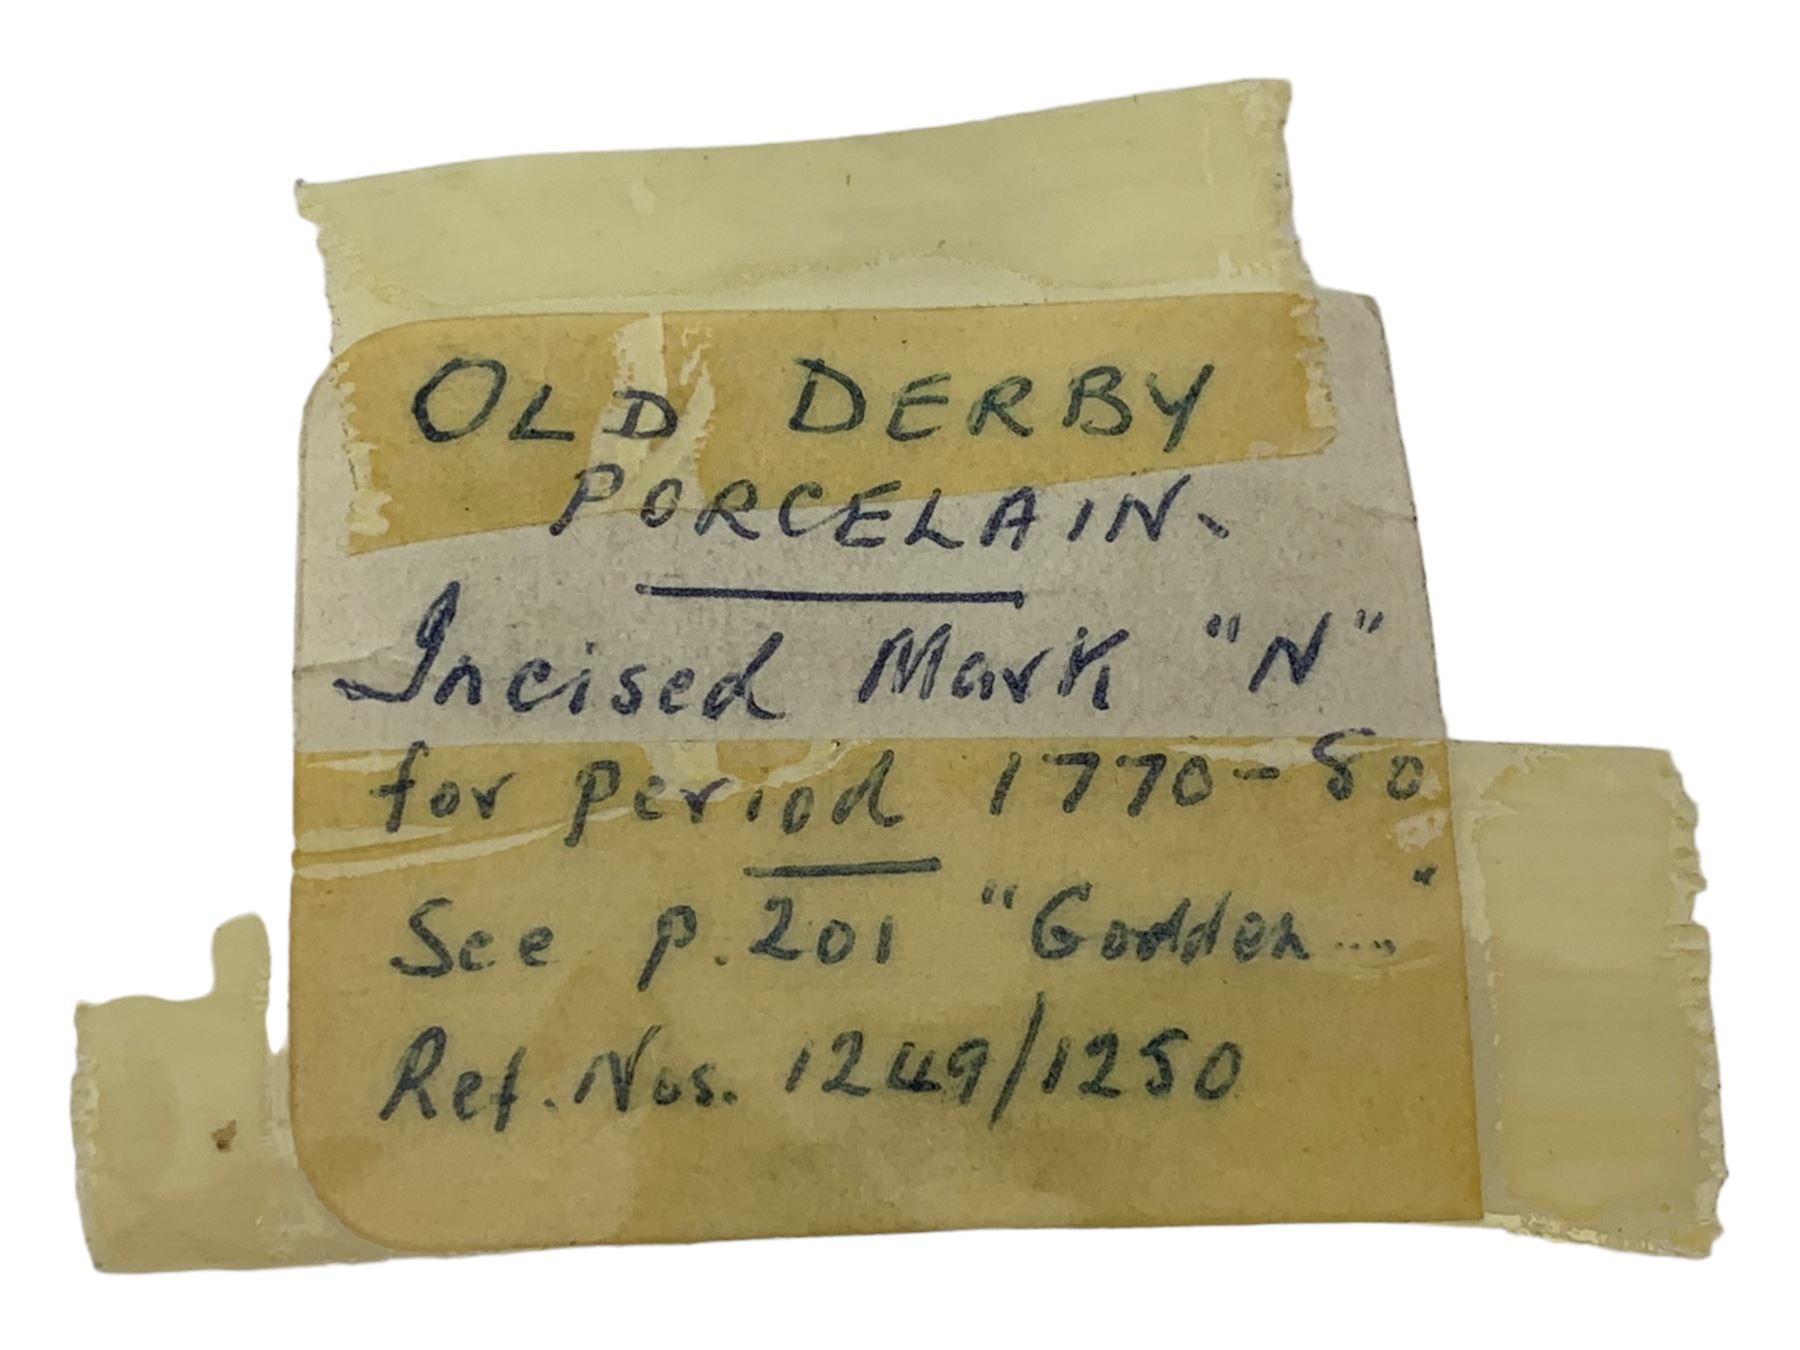 OLD DERBY
PORCELAIN.
Incised Mark "N"
for period 1770-80
See p.201 "Godden ...."
Ref. Nos. 1249/1250